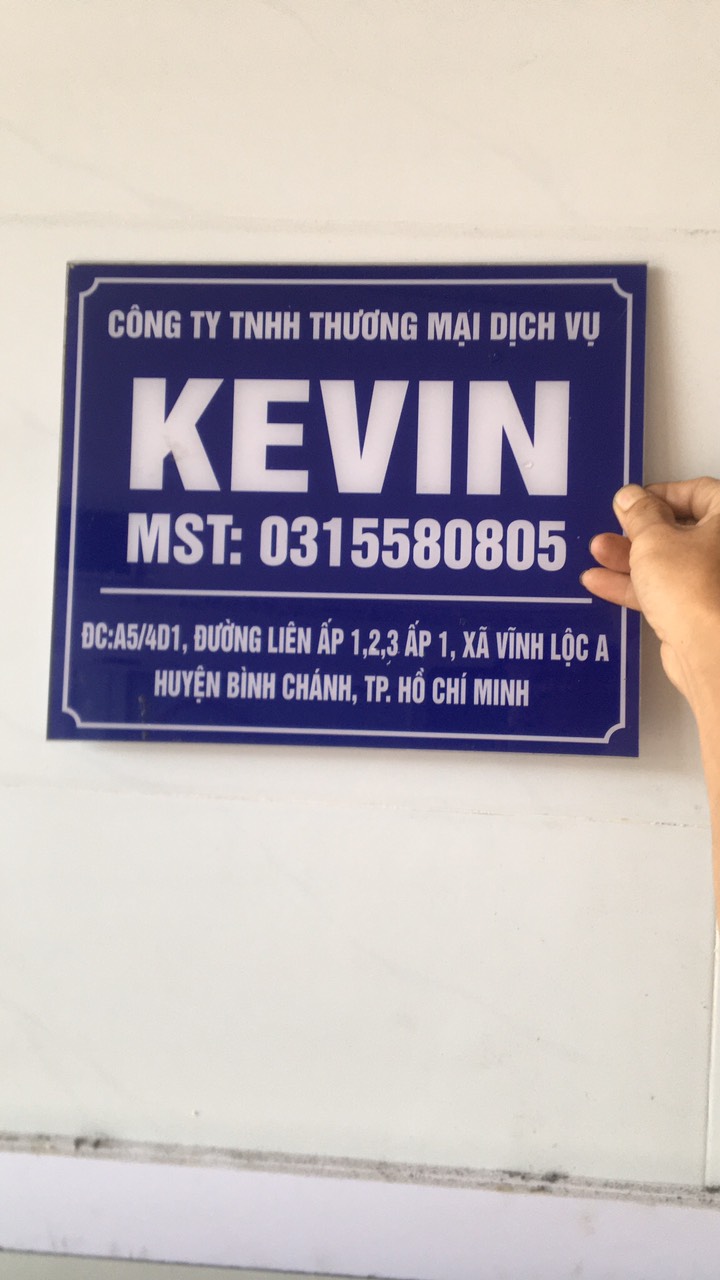 CÔNG TY TNHH THƯƠNG MẠI DỊCH VỤ
KEVIN
MST: 0315580805
ĐC:A5/4D1, ĐƯỜNG LIÊN ẤP 1,2,3 ẤP 1, XÃ VĨNH LỘC A
HUYỆN BÌNH CHÁNH, TP. HỒ CHÍ MINH